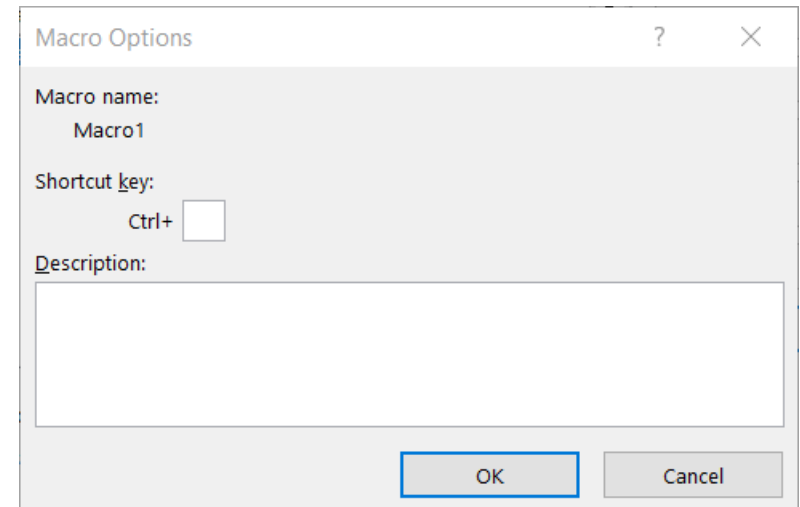 Macro Options ?
Macro name:
Macro1
Shortcut key:
Ctrl+
Description:
OK Cancel